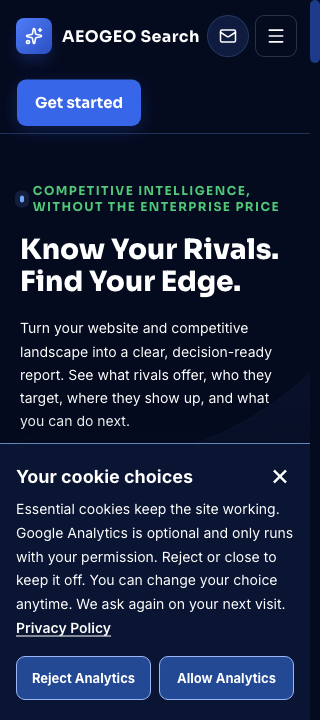 AEOGEO Search
Get started
COMPETITIVE INTELLIGENCE,
WITHOUT THE ENTERPRISE PRICE
Know Your Rivals.
Find Your Edge.
Turn your website and competitive
landscape into a clear, decision-ready
report. See what rivals offer, who they
target, where they show up, and what
you can do next.
Your cookie choices
Essential cookies keep the site working.
Google Analytics is optional and only runs
with your permission. Reject or close to
keep it off. You can change your choice
anytime. We ask again on your next visit.
Privacy Policy
Reject Analytics
Allow Analytics